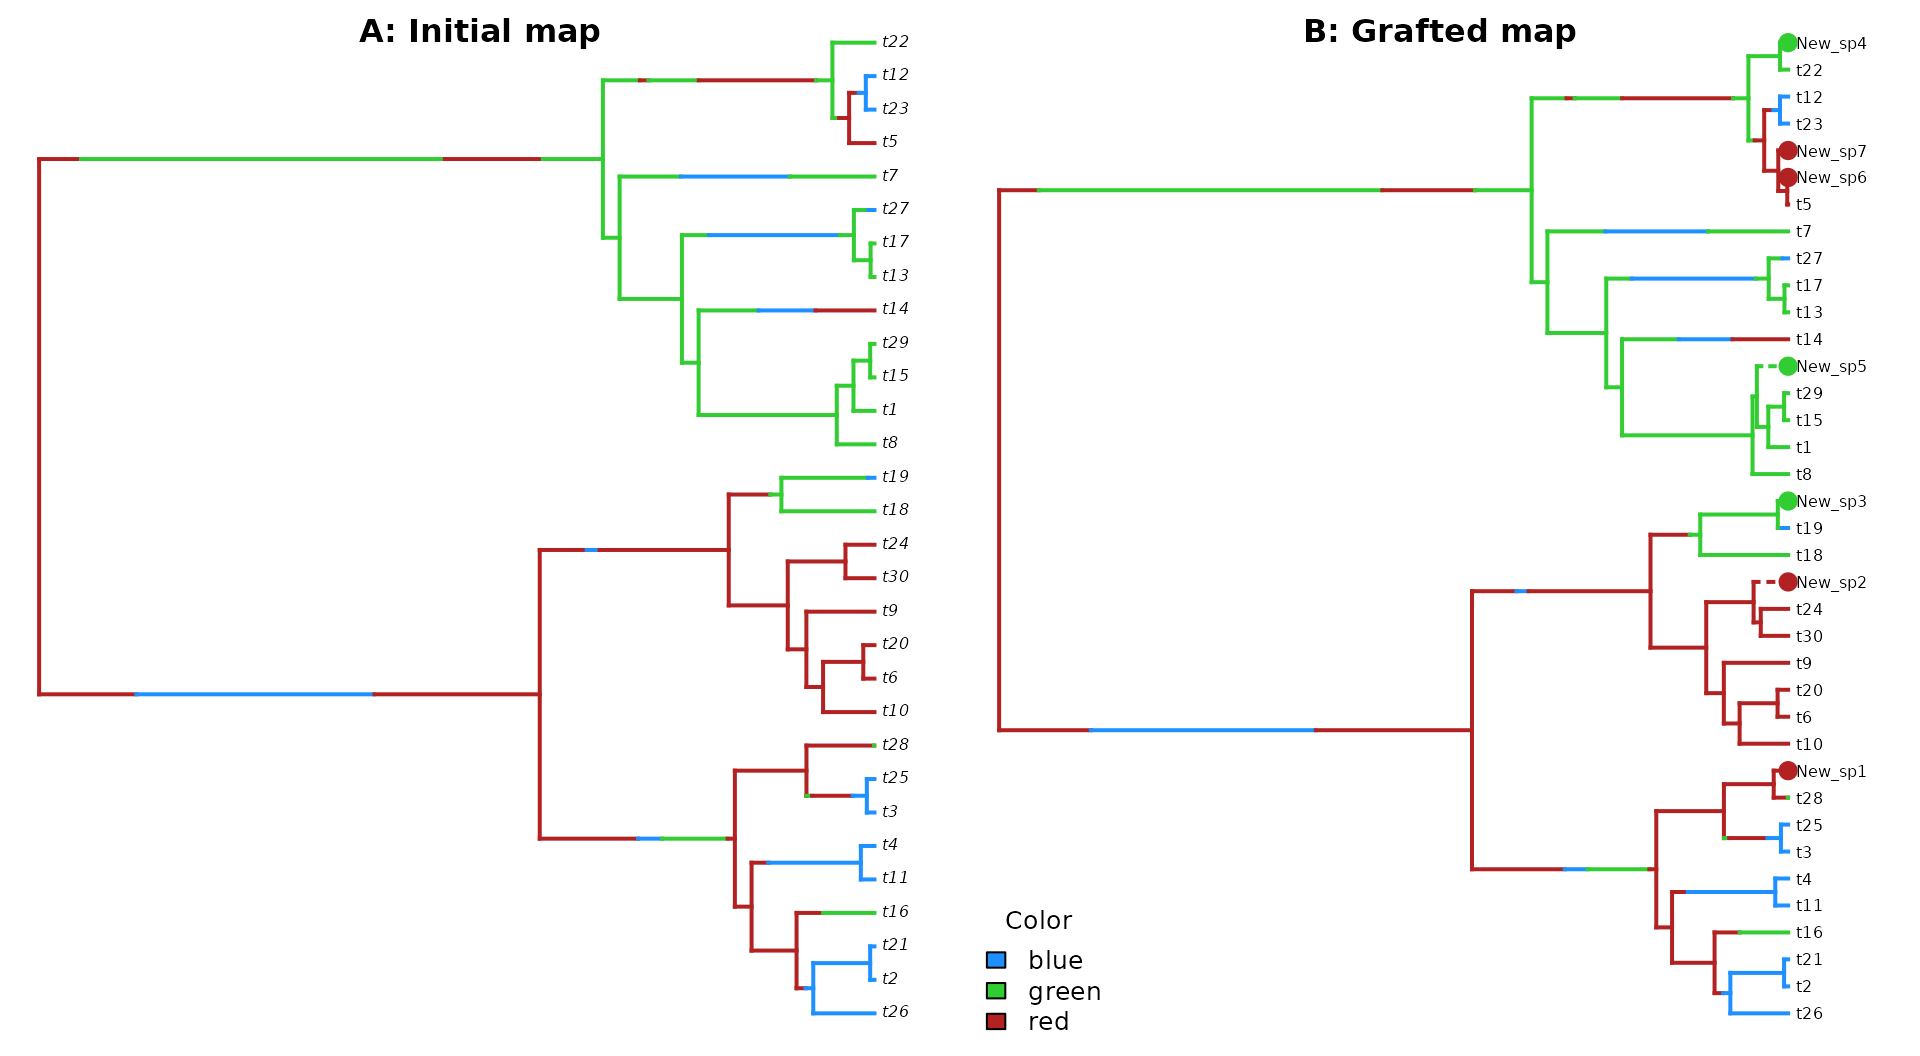 A: Initial map
t22
t12
t23
t5
t7
t27
t17
t13
t14
t29
t15
t1
t8
t19
t18
t24
t30
t9
t20
t6
t10
t28
t25
t3
t4
t11
t16
t21
t2
t26
Color
blue
green
red
B: Grafted map
New_sp4
t22
t12
t23
New_sp7
New_sp6
t5
t7
t27
t17
t13
t14
New_sp5
t29
t15
t1
t8
New_sp3
t19
t18
New_sp2
t24
t30
t9
t20
t6
t10
New_sp1
t28
t25
t3
t4
t11
t16
t21
t2
t26